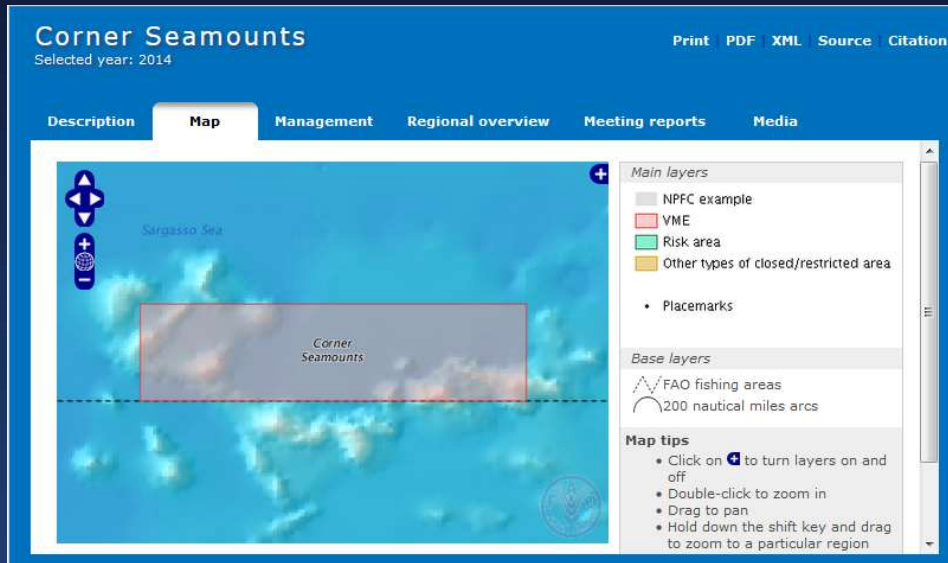 Corner Seamounts
Selected year: 2014
Print | PDF | XML | Source | Citation
Description Map Management Regional overview Meeting reports Media
Sargasso Sea
Corner
Seamounts
Main layers
NPFC example
VME
Risk area
Other types of closed/restricted area
• Placemarks
Base layers
FAO fishing areas
200 nautical miles arcs
Map tips
• Click on + to turn layers on and
off
• Double-click to zoom in
• Drag to pan
• Hold down the shift key and drag
to zoom to a particular region